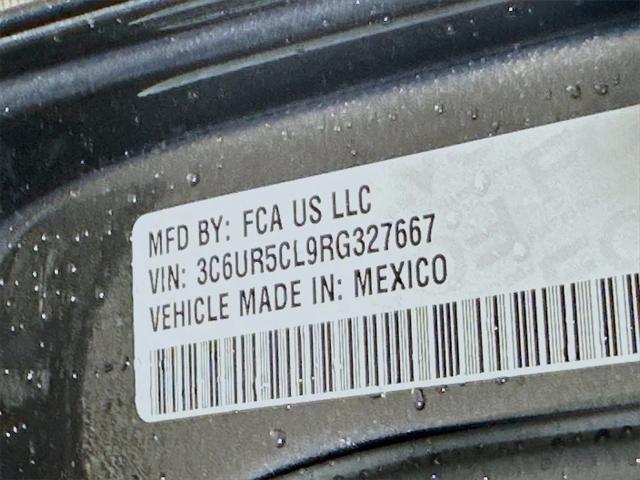 MFD BY: FCA US LLC
VIN: 3C6UR5CL9RG327667
VEHICLE MADE IN: MEXICO